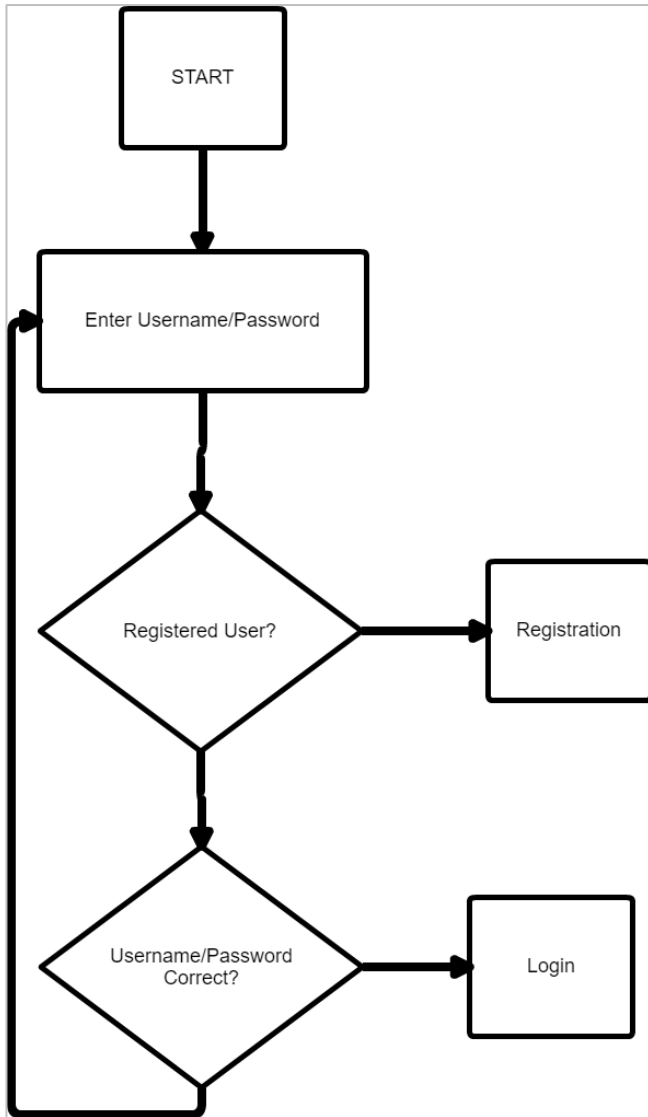 START
Enter Username/Password
Registered User?
Registration
Username/Password
Correct?
Login